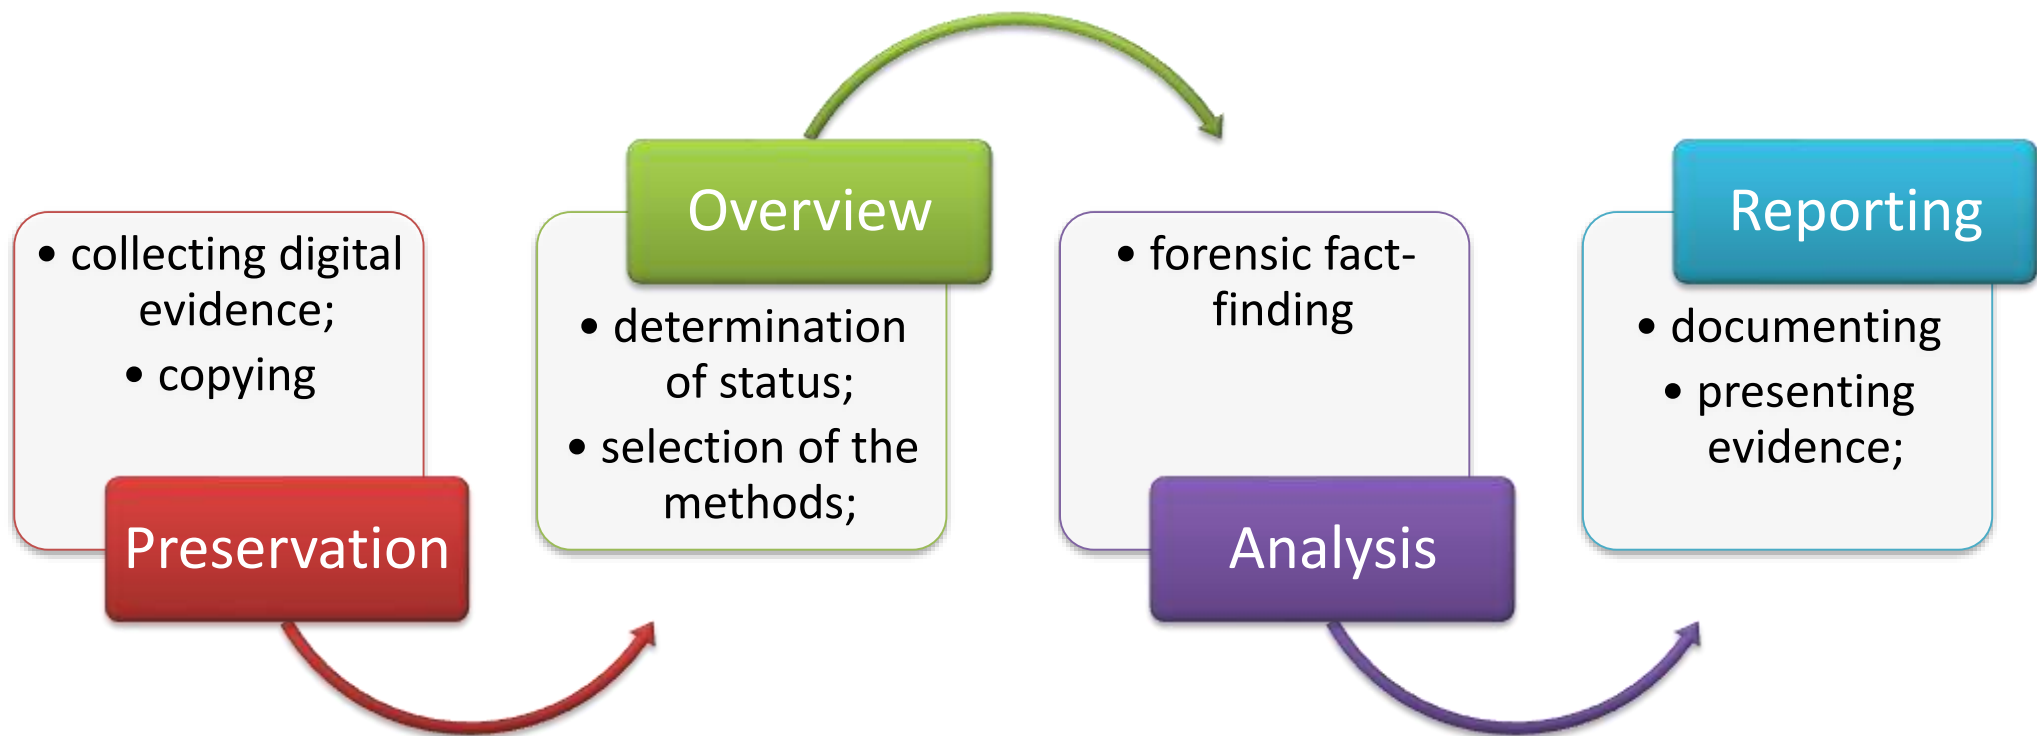 • collecting digital
evidence;
• copying
Preservation
Overview
• determination
of status;
• selection of the
methods;
• forensic fact-
finding
Analysis
Reporting
• documenting
• presenting
evidence;